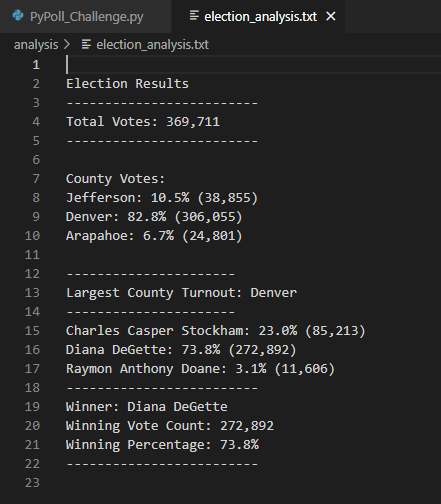 PyPoll_Challenge.py election_analysis.txt ×
analysis > election_analysis.txt
1
2 Election Results
3 -------------------------
4 Total Votes: 369,711
5 -------------------------
6
7 County Votes:
8 Jefferson: 10.5% (38,855)
9 Denver: 82.8% (306,055)
10 Arapahoe: 6.7% (24,801)
11
12 ----------------------
13 Largest County Turnout: Denver
14 ----------------------
15 Charles Casper Stockham: 23.0% (85,213)
16 Diana DeGette: 73.8% (272,892)
17 Raymon Anthony Doane: 3.1% (11,606)
18 -------------------------
19 Winner: Diana DeGette
20 Winning Vote Count: 272,892
21 Winning Percentage: 73.8%
22 -------------------------
23